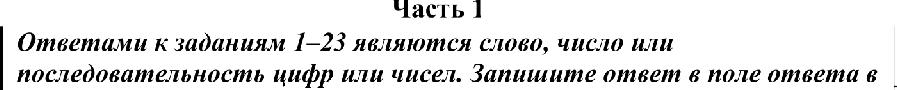 Часть 1
Ответами к заданиям 1–23 являются слово, число или
последовательность цифр или чисел. Запишите ответ в поле ответа в